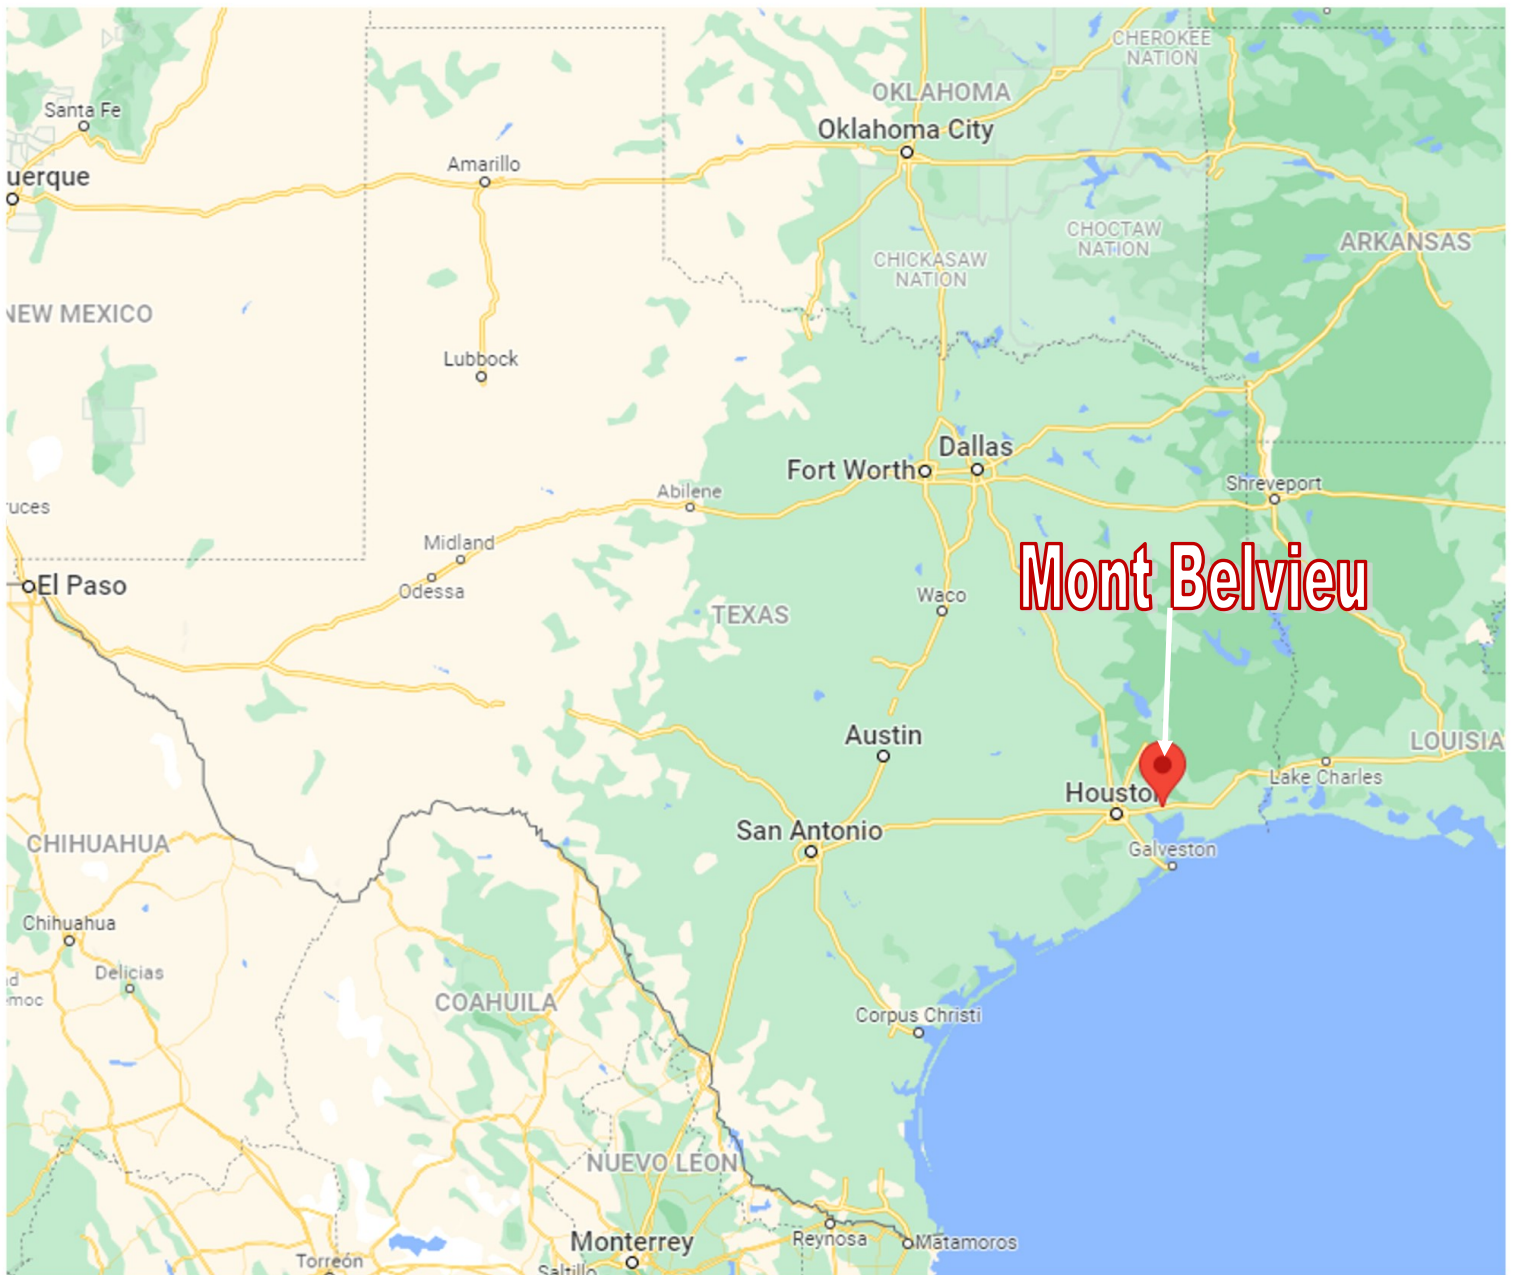 CHEROKEE
NATION
OKLAHOMA
Santa Fe
Oklahoma City
Amarillo
uerque
CHOCTAW
NATION
ARKANSAS
CHICKASAW
NATION
NEW MEXICO
Lubbock
Dallas
Fort Worth
Shreveport
Abilene
ruces
Midland
Mont Belvieu
El Paso
Odessa
Waco
TEXAS
Austin
LOUISIA
Lake Charles
Houston
San Antonio
CHIHUAHUA
Galveston
Chihuahua
Delicias
COAHUILA
emoc
Corpus Christi
NUEVO LEON
Reynosa
Matamoros
Monterrey
Torreón
Saltillo